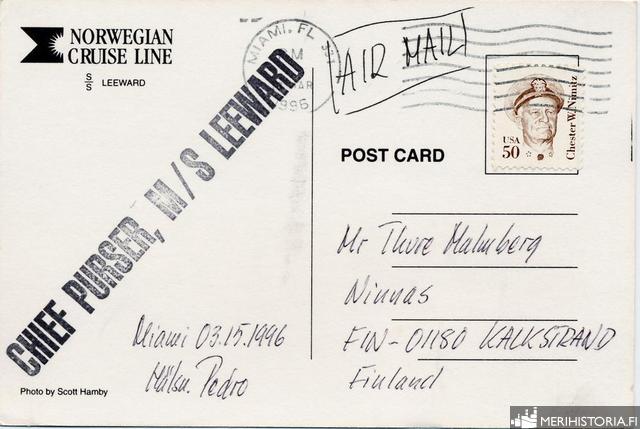 NORWEGIAN
CRUISE LINE
S/S LEEWARD
CHIEF PURSER, M/S LEEWARD
MIAMI, FL
MAR
1996
AIR MAIL
USA
50
Chester W. Nimitz
POST CARD
Mr Thure Malmberg
Ninnas
FIN-01180 KALKSTRAND
Finland
Miami 03.15.1996
Hälsn. Pedro
Photo by Scott Hamby
MERIHISTORIA.FI